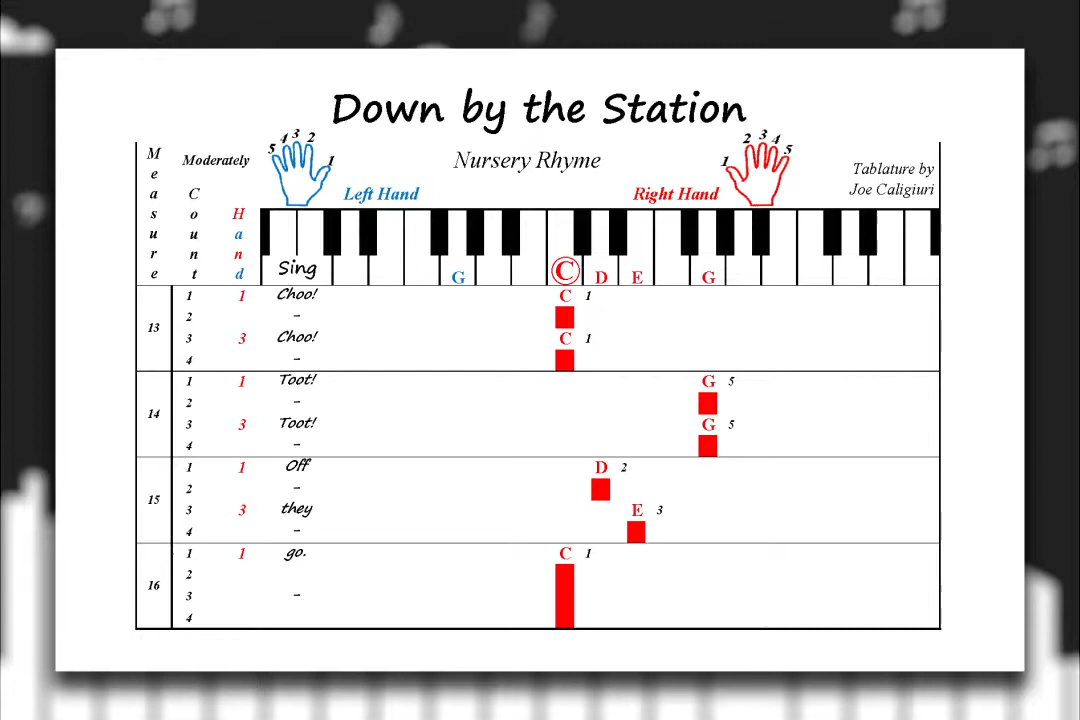 Down by the Station
Measure
Moderately
Count
Hand
5 4 3 2 1
Left Hand
Nursery Rhyme
Right Hand
1 2 3 4 5
Tablature by
Joe Caligiuri
Sing
G C D E G
13
1 1 Choo! C 1
2 -
3 3 Choo! C 1
4 -
14
1 1 Toot! G 5
2 -
3 3 Toot! G 5
4 -
15
1 1 Off D 2
2 -
3 3 they E 3
4 -
16
1 1 go. C 1
2
3 -
4